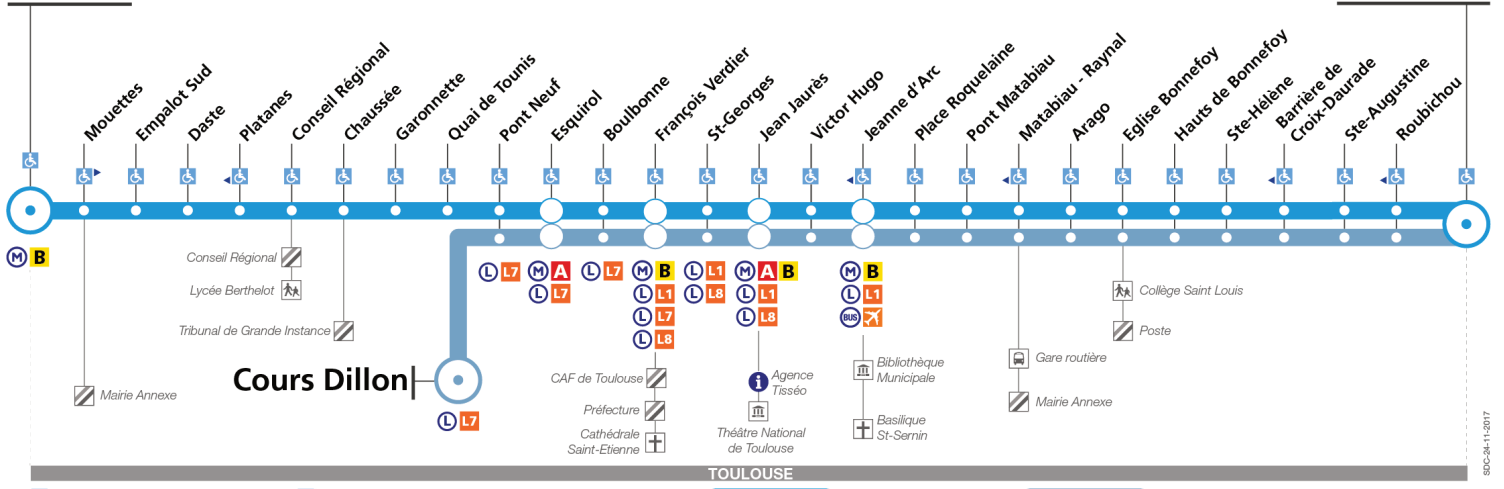 Mouettes
Empalot Sud
Daste
Platanes
Conseil Régional
Chaussée
Garonnette
Quai de Tounis
Pont Neuf
Esquirol
Boulbonne
François Verdier
St-Georges
Jean Jaurès
Victor Hugo
Jeanne d'Arc
Place Roquelaine
Pont Matabiau
Matabiau - Raynal
Arago
Eglise Bonnefoy
Hauts de Bonnefoy
Ste-Hélène
Barrière de
Croix-Daurade
Ste-Augustine
Roubichou
M B
Conseil Régional
Lycée Berthelot
Tribunal de Grande Instance
Mairie Annexe
Cours Dillon
L L7
L L7
M A
L L7
L L7
M B
L L1
L L7
L L8
CAF de Toulouse
Préfecture
Cathédrale
Saint-Etienne
L L1
L L8
M A B
L L1
L L8
i Agence
Tisséo
Théâtre National
de Toulouse
M B
L L1
BUS
Bibliothèque
Municipale
Basilique
St-Sernin
Gare routière
Mairie Annexe
Collège Saint Louis
Poste
TOULOUSE
SDC-24-11-2017